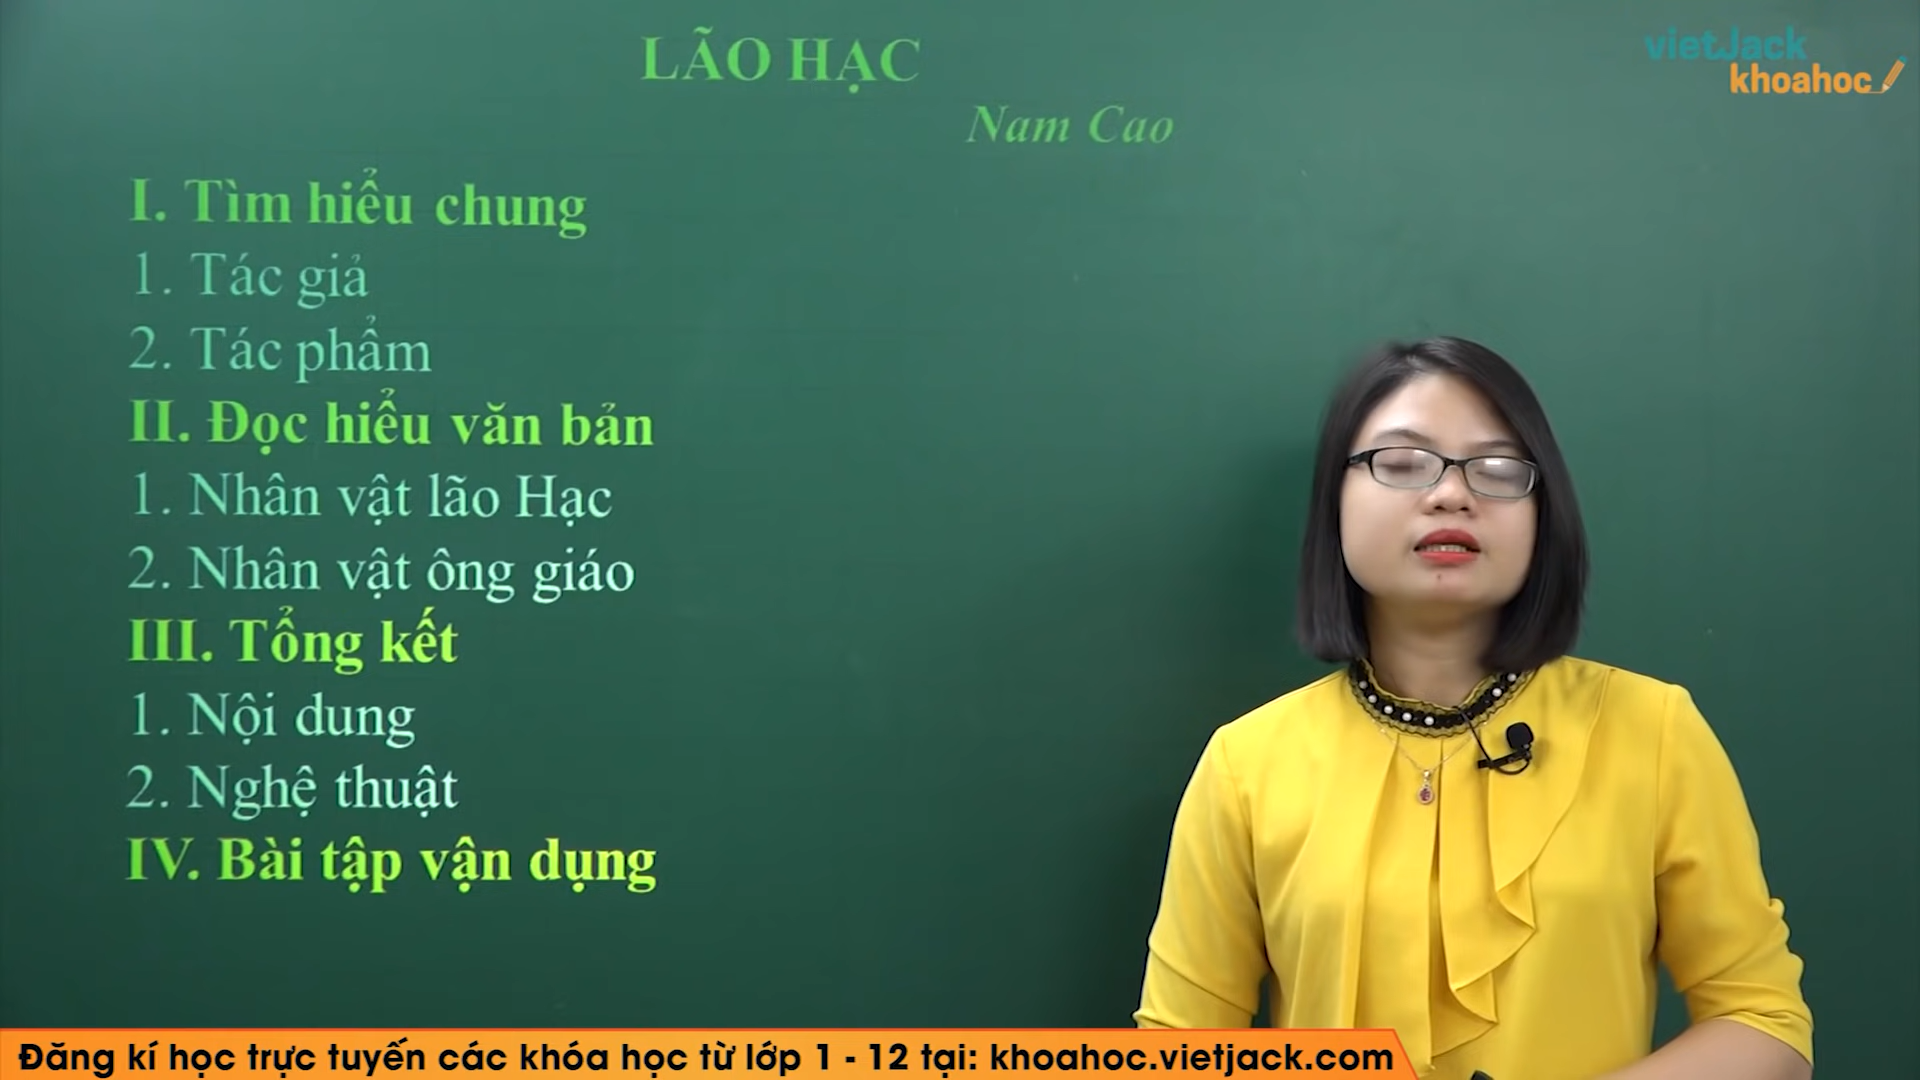 LÃO HẠC
Nam Cao
vietJack
khoahoc
I. Tìm hiểu chung
1. Tác giả
2. Tác phẩm
II. Đọc hiểu văn bản
1. Nhân vật lão Hạc
2. Nhân vật ông giáo
III. Tổng kết
1. Nội dung
2. Nghệ thuật
IV. Bài tập vận dụng
Đăng kí học trực tuyến các khóa học từ lớp 1 - 12 tại: khoahoc.vietjack.com